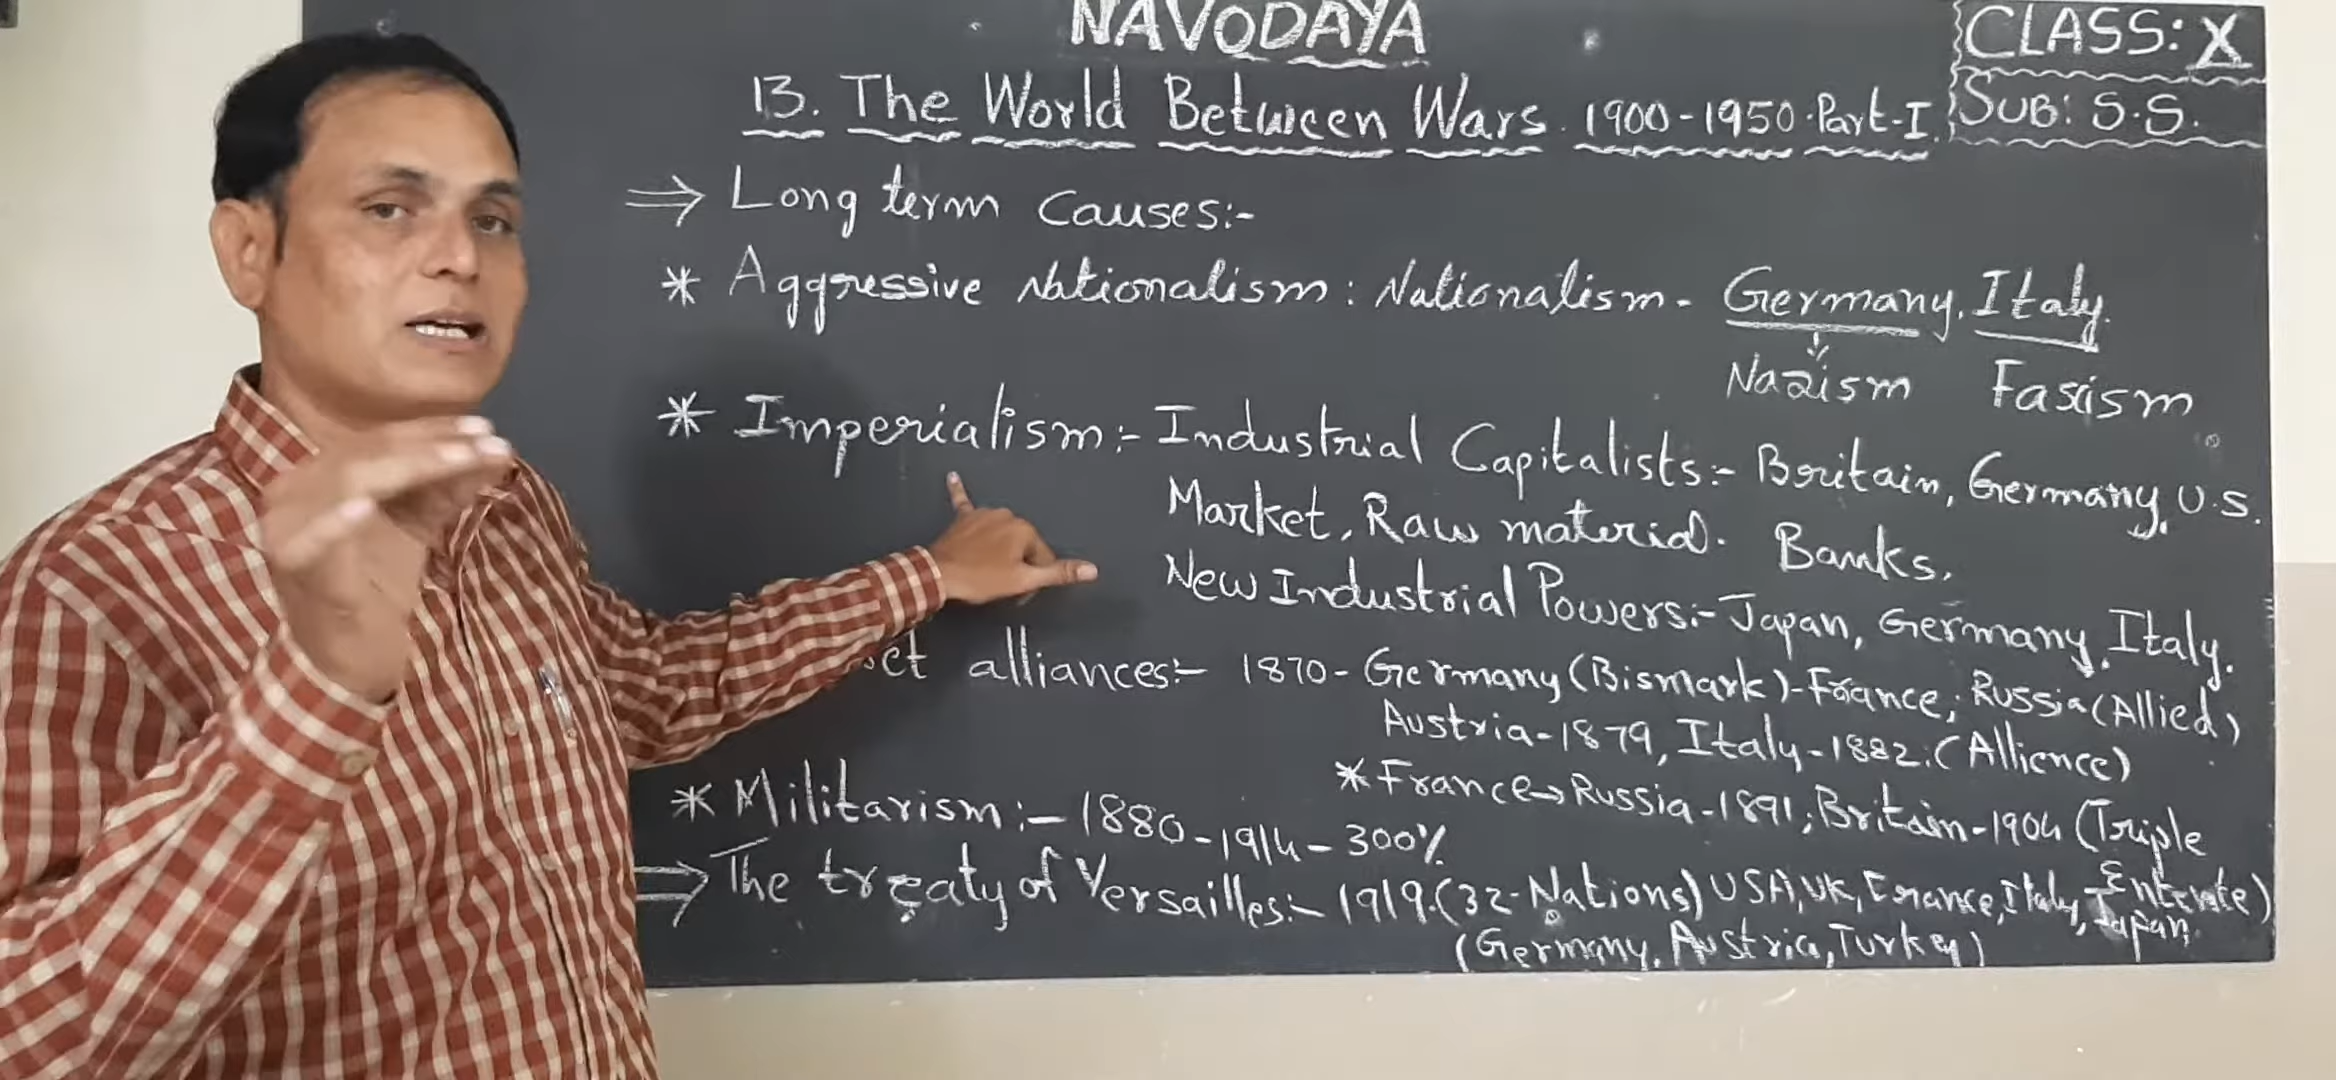 NAVODAYA
CLASS: X
SUB: S.S.
13. The World Between Wars. 1900-1950. Part-I.
⇒ Long term Causes:-
* Aggressive Nationalism: Nationalism - Germany, Italy.
Nazism Fascism
* Imperialism:- Industrial Capitalists:- Britain, Germany, U.S.
Market, Raw material. Banks.
New Industrial Powers:- Japan, Germany, Italy.
alliances:- 1870- Germany (Bismark)-France; Russia (Allied)
Austria-1879, Italy-1882. (Allience)
* France→Russia-1891; Britain-1904 (Triple
* Militarism:- 1880-1914-300%
⇒ The treaty of Versailles:- 1919. (32-Nations) USA, UK, France, Italy, Japan.
(Germany, Austria, Turkey)